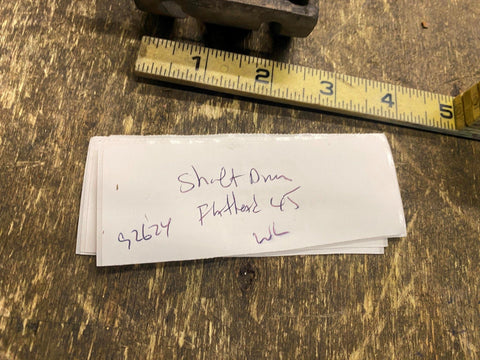 1 2 3 4 5
Shift Drum
Flathead 45
92624 WL